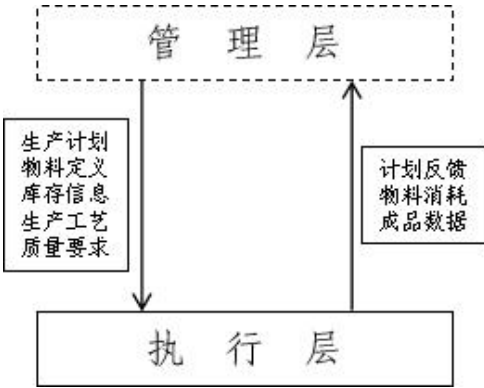 管理层
生产计划
物料定义
库存信息
生产工艺
质量要求
计划反馈
物料消耗
成品数据
执行层